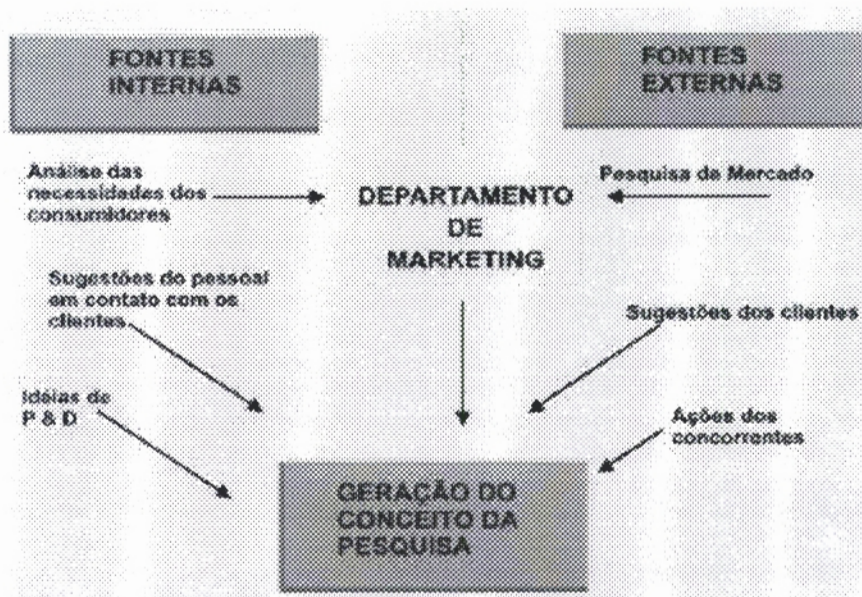 FONTES
INTERNAS
FONTES
EXTERNAS
Análise das
necessidades dos
consumidores
DEPARTAMENTO
DE
MARKETING
Pesquisa de Mercado
Sugestões do pessoal
em contato com os
clientes
Sugestões dos clientes
Idéias de
P & D
Ações dos
concorrentes
GERAÇÃO DO
CONCEITO DA
PESQUISA